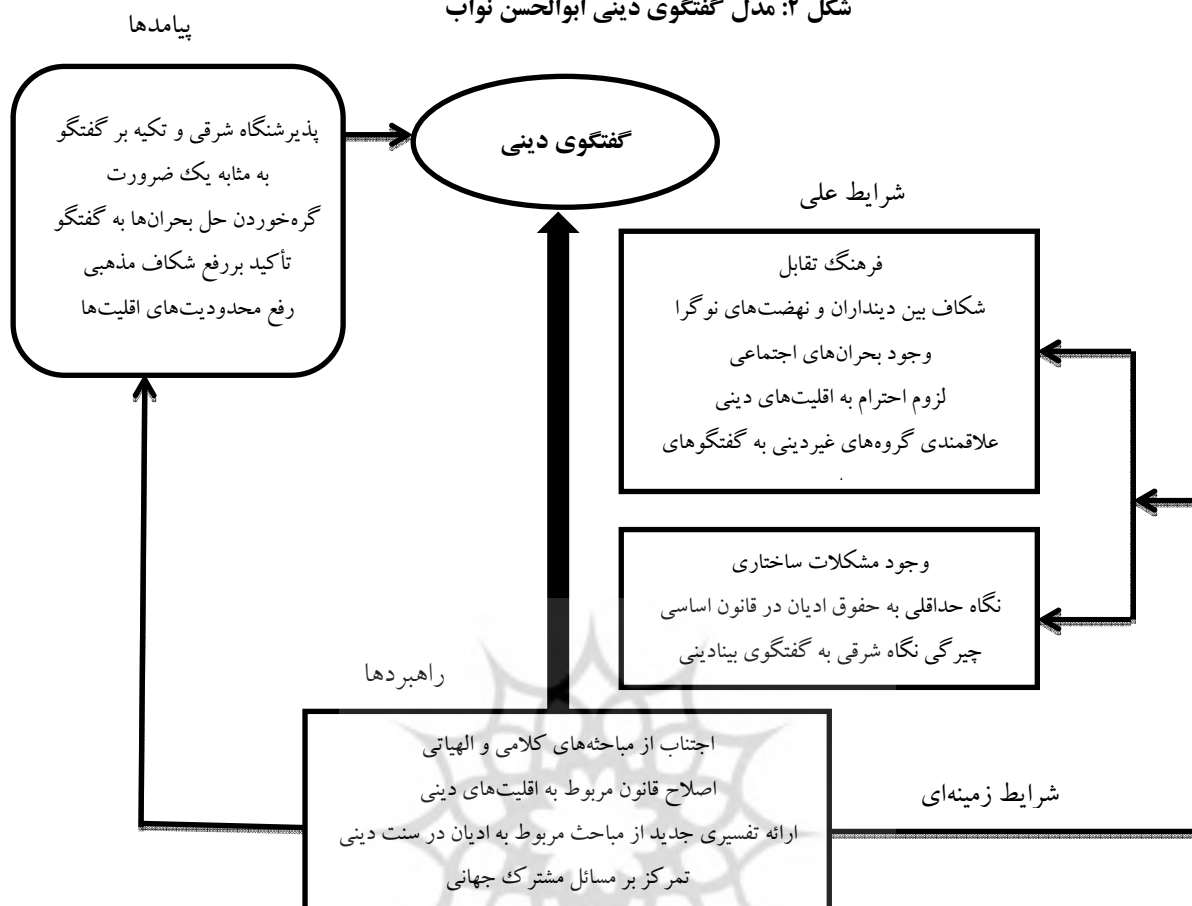 شکل ۲: مدل گفتگوی دینی ابوالحسن نواب
پیامدها
پذیرشنگاه شرقی و تکیه بر گفتگو
به مثابه یک ضرورت
گره‌خوردن حل بحران‌ها به گفتگو
تأکید بررفع شکاف مذهبی
رفع محدودیت‌های اقلیت‌ها
گفتگوی دینی
شرایط علی
فرهنگ تقابل
شکاف بین دینداران و نهضت‌های نوگرا
وجود بحران‌های اجتماعی
لزوم احترام به اقلیت‌های دینی
علاقمندی گروه‌های غیردینی به گفتگوهای
وجود مشکلات ساختاری
نگاه حداقلی به حفوق ادیان در قانون اساسی
چیرگی نگاه شرقی به گفتگوی بینادینی
راهبردها
اجتناب از مباحثه‌های کلامی و الهیاتی
اصلاح قانون مربوط به اقلیت‌های دینی
ارائه تفسیری جدید از مباحث مربوط به ادیان در سنت دینی
تمرکز بر مسائل مشترک جهانی
شرایط زمینه‌ای